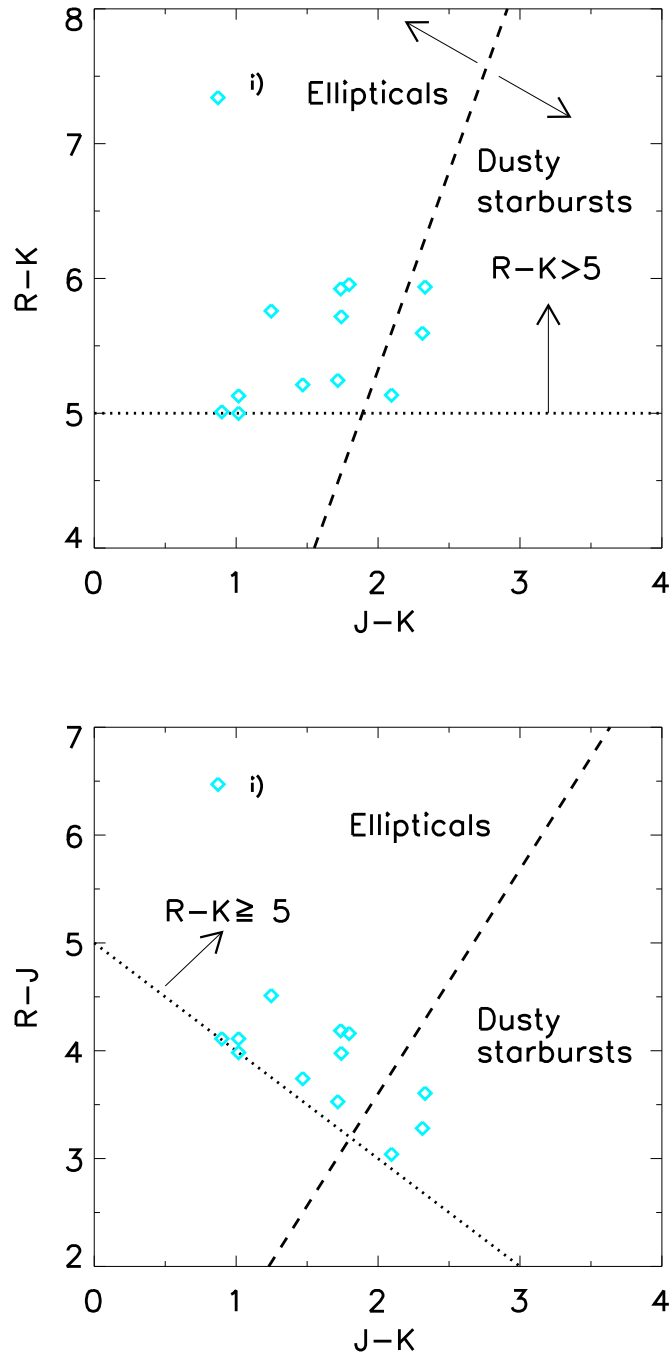 8
i)
Ellipticals
7
Dusty
starbursts
R−K
R−K>5
6
5
4
0 1 2 3 4
J−K
7
i)
Ellipticals
6
R−K≧ 5
5
R−J
Dusty
starbursts
4
3
2
0 1 2 3 4
J−K